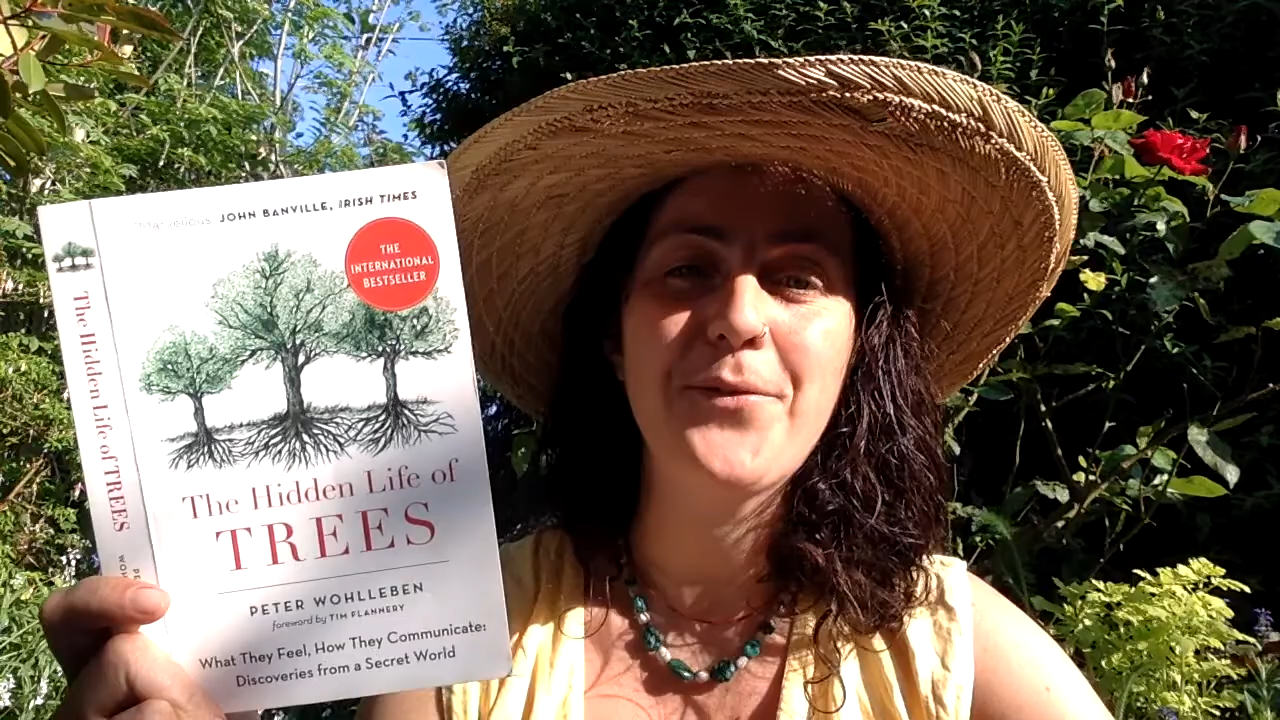 JOHN BANVILLE, IRISH TIMES
THE
INTERNATIONAL
BESTSELLER
The Hidden Life of
TREES
PETER WOHLLEBEN
foreword by TIM FLANNERY
What They Feel, How They Communicate:
Discoveries from a Secret World
The Hidden Life of TREES